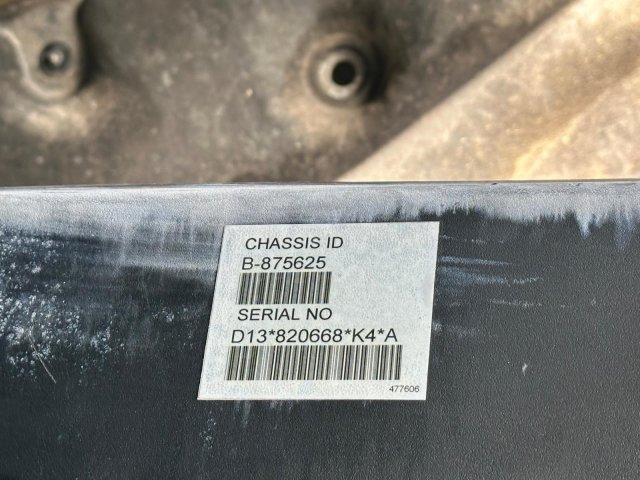 CHASSIS ID
B-875625
SERIAL NO
D13*820668*K4*A
477606